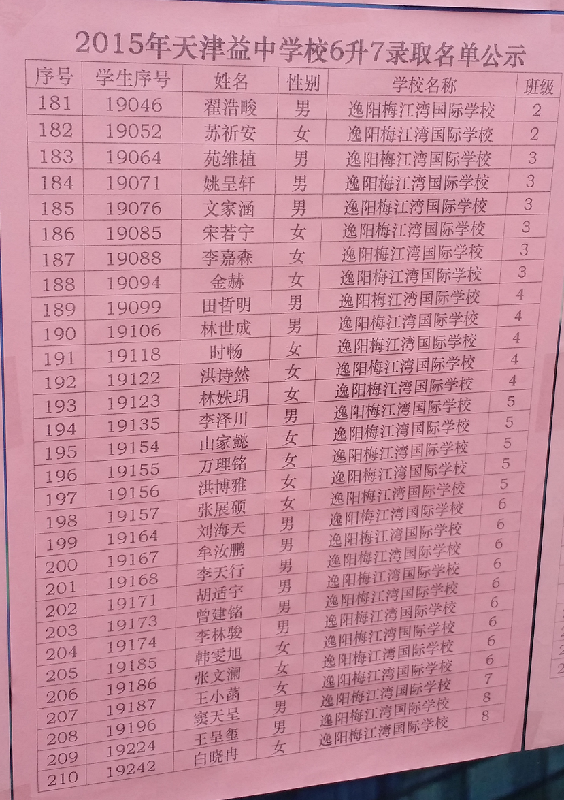 2015年天津益中学校6升7录取名单公示
序号 学生序号 姓名 性别 学校名称 班级
181 19046 翟浩畯 男 逸阳梅江湾国际学校 2
182 19052 苏祈安 女 逸阳梅江湾国际学校 2
183 19064 苑维植 男 逸阳梅江湾国际学校 3
184 19071 姚呈轩 男 逸阳梅江湾国际学校 3
185 19076 文家涵 男 逸阳梅江湾国际学校 3
186 19085 宋若宁 女 逸阳梅江湾国际学校 3
187 19088 李嘉森 女 逸阳梅江湾国际学校 3
188 19094 金赫 女 逸阳梅江湾国际学校 3
189 19099 田哲明 男 逸阳梅江湾国际学校 4
190 19106 林世成 男 逸阳梅江湾国际学校 4
191 19118 时畅 女 逸阳梅江湾国际学校 4
192 19122 洪诗然 女 逸阳梅江湾国际学校 4
193 19123 林姝玥 女 逸阳梅江湾国际学校 4
194 19135 李泽川 男 逸阳梅江湾国际学校 5
195 19154 山家懿 女 逸阳梅江湾国际学校 5
196 19155 万理铭 女 逸阳梅江湾国际学校 5
197 19156 洪博雅 女 逸阳梅江湾国际学校 5
198 19157 张展硕 女 逸阳梅江湾国际学校 5
199 19164 刘海天 男 逸阳梅江湾国际学校 6
200 19167 牟汝鹏 男 逸阳梅江湾国际学校 6
201 19168 李天行 男 逸阳梅江湾国际学校 6
202 19171 胡适宇 男 逸阳梅江湾国际学校 6
203 19173 曾建铭 男 逸阳梅江湾国际学校 6
204 19174 李林骏 男 逸阳梅江湾国际学校 6
205 19185 韩雯旭 女 逸阳梅江湾国际学校 6
206 19186 张文澜 女 逸阳梅江湾国际学校 6
207 19187 王小 女 逸阳梅江湾国际学校 6
208 19196 窦天呈 男 逸阳梅江湾国际学校 7
209 19224 王呈玺 男 逸阳梅江湾国际学校 8
210 19242 白晓冉 女 逸阳梅江湾国际学校 8